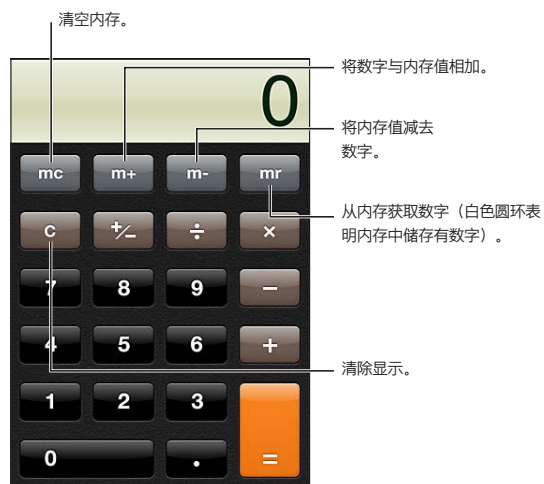 清空内存。
将数字与内存值相加。
0
将内存值减去
数字。
mc m+ m- mr
从内存获取数字（白色圆环表
明内存中储存有数字）。
C +/− ÷ ×
7 8 9 −
4 5 6 +
清除显示。
1 2 3
0 . =